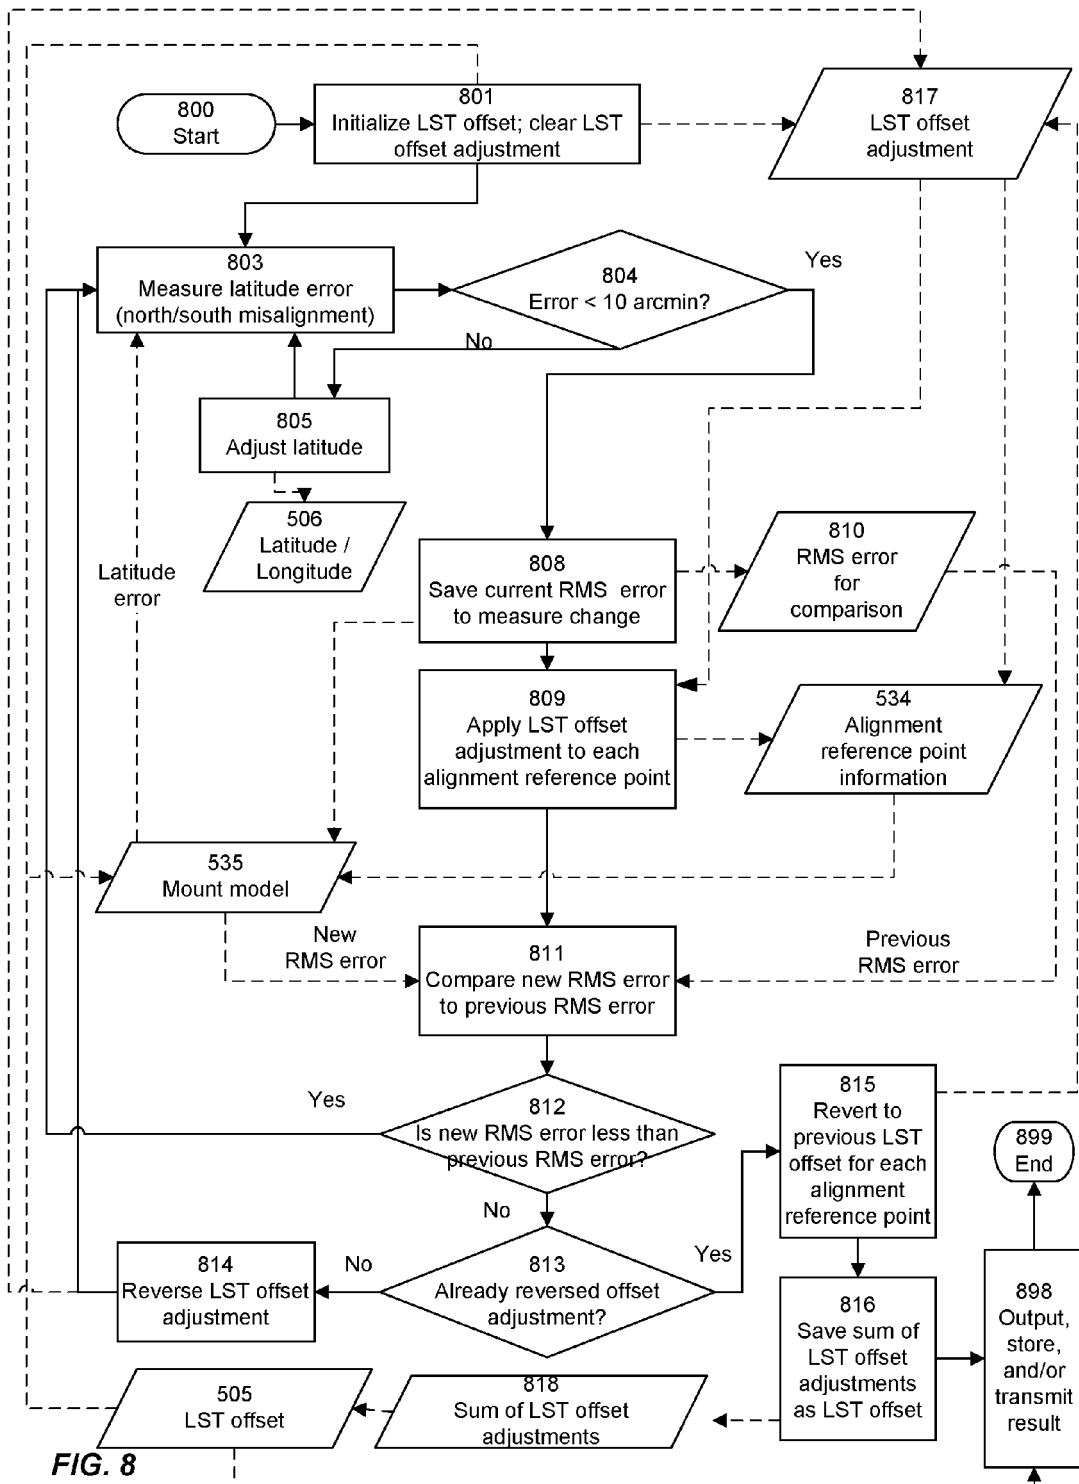 800
Start
801
Initialize LST offset; clear LST
offset adjustment
817
LST offset
adjustment
803
Measure latitude error
(north/south misalignment)
804
Error < 10 arcmin?
Yes
No
805
Adjust latitude
506
Latitude /
Longitude
Latitude
error
808
Save current RMS error
to measure change
810
RMS error
for
comparison
809
Apply LST offset
adjustment to each
alignment reference point
534
Alignment
reference point
information
535
Mount model
New
RMS error
811
Compare new RMS error
to previous RMS error
Previous
RMS error
Yes
812
Is new RMS error less than
previous RMS error?
No
815
Revert to
previous LST
offset for each
alignment
reference point
899
End
814
Reverse LST offset
adjustment
No
813
Already reversed offset
adjustment?
Yes
816
Save sum of
LST offset
adjustments
as LST offset
898
Output,
store,
and/or
transmit
result
505
LST offset
818
Sum of LST offset
adjustments
FIG. 8